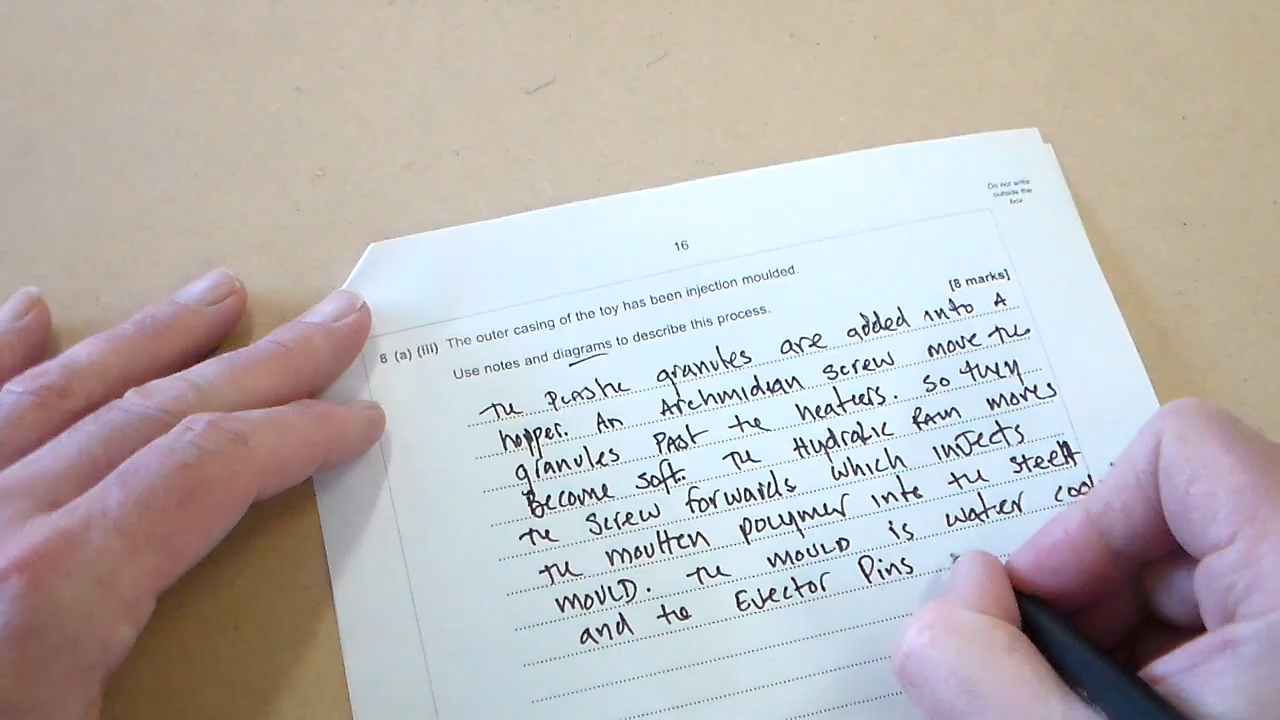 Do not write
outside the
box
16
8 (a) (iii) The outer casing of the toy has been injection moulded.
Use notes and diagrams to describe this process.
[8 marks]
The plastic granules are added into A
hopper. An Archmidian screw move the
granules Past the heaters. So they
Become soft. The Hydralic Ram moves
the screw forwards which injects
the moulten polymer into the steel
mould. The mould is water cool
and the Ejector Pins